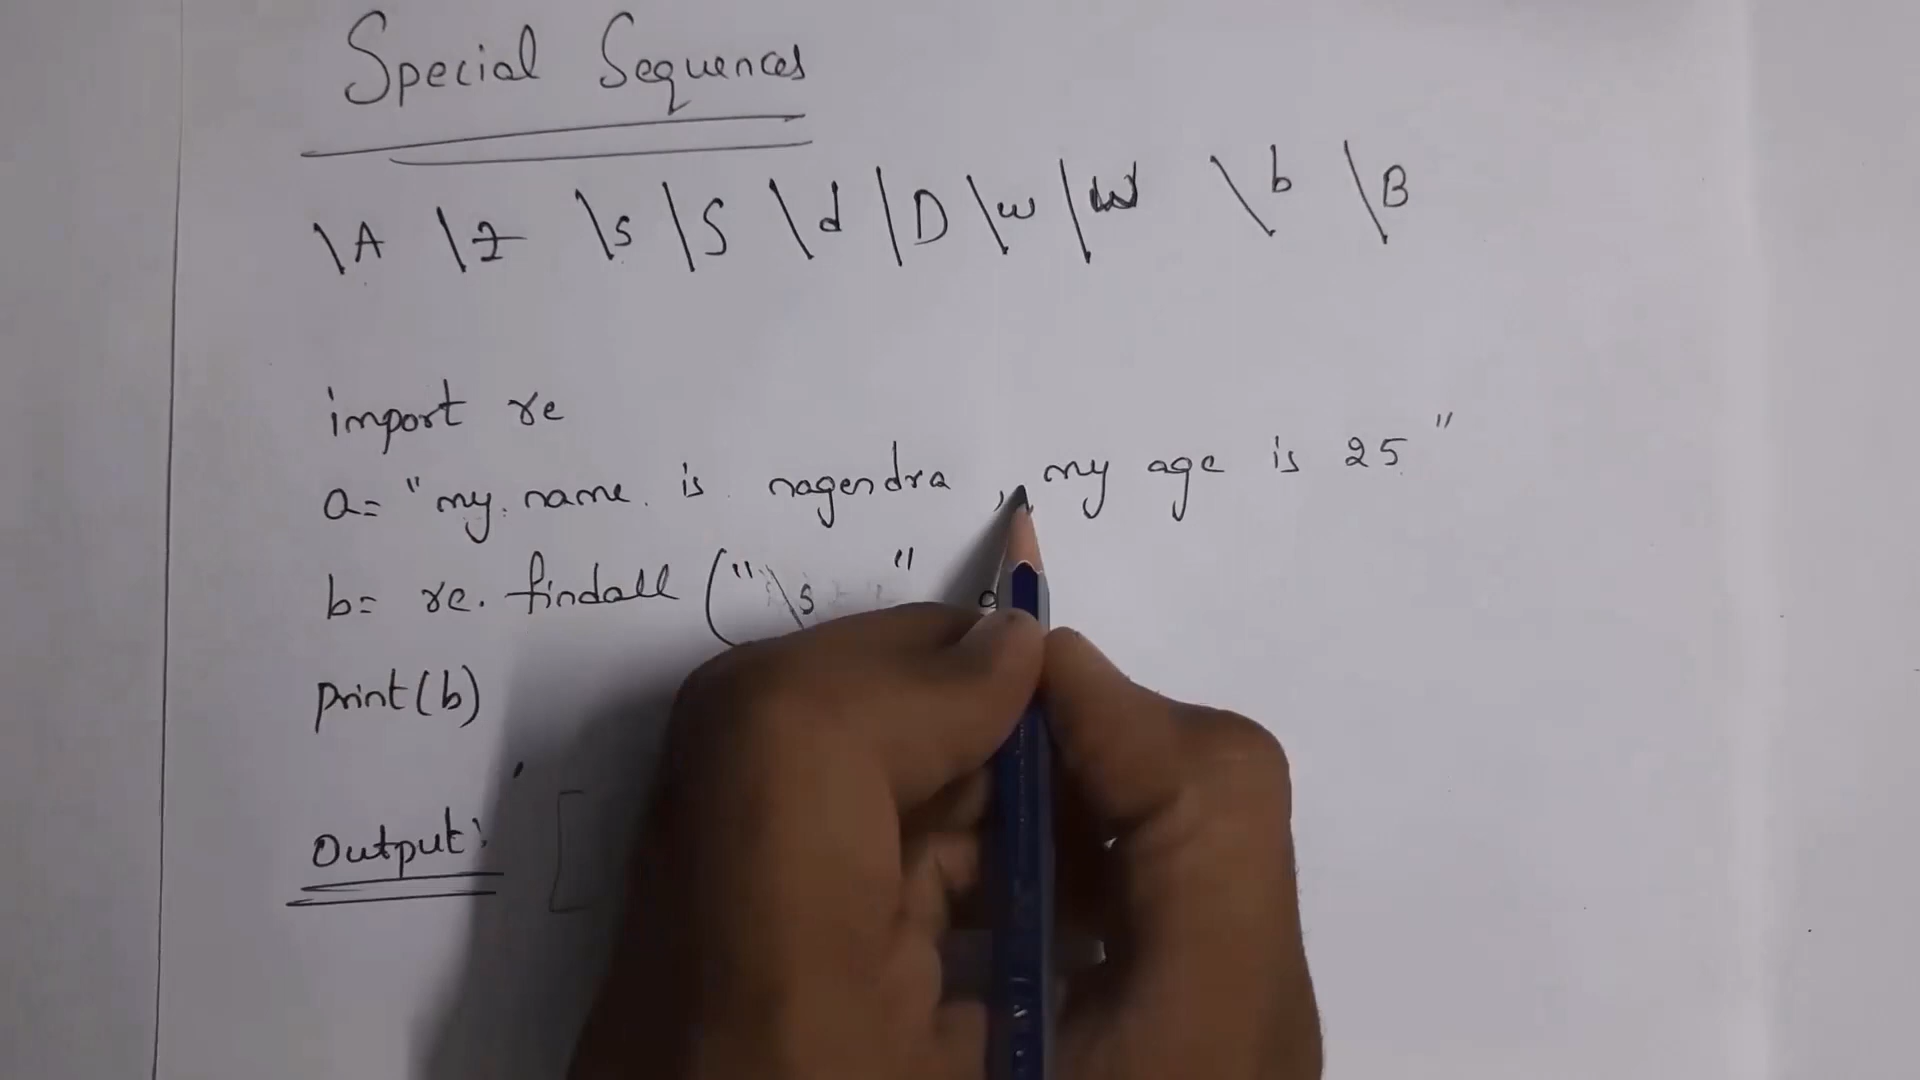 Special Sequences
\A \Z \s \S \d \D \w \W \b \B
import re
a= "my name is nagendra , my age is 25"
b= re. findall ("\s " a
print(b)
Output: [